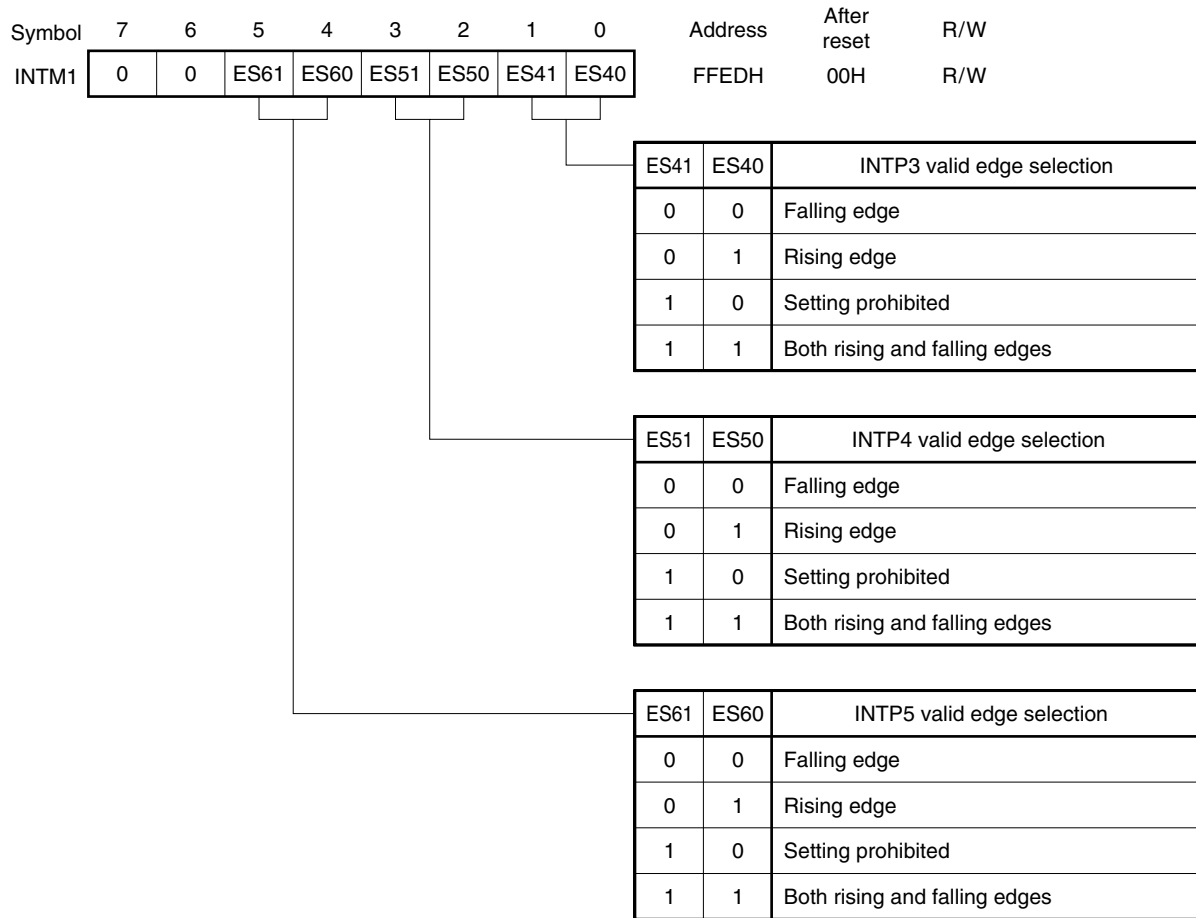 Symbol 7 6 5 4 3 2 1 0 Address After reset R/W
INTM1 0 0 ES61 ES60 ES51 ES50 ES41 ES40 FFEDH 00H R/W
ES41 ES40 INTP3 valid edge selection
0 0 Falling edge
0 1 Rising edge
1 0 Setting prohibited
1 1 Both rising and falling edges
ES51 ES50 INTP4 valid edge selection
0 0 Falling edge
0 1 Rising edge
1 0 Setting prohibited
1 1 Both rising and falling edges
ES61 ES60 INTP5 valid edge selection
0 0 Falling edge
0 1 Rising edge
1 0 Setting prohibited
1 1 Both rising and falling edges